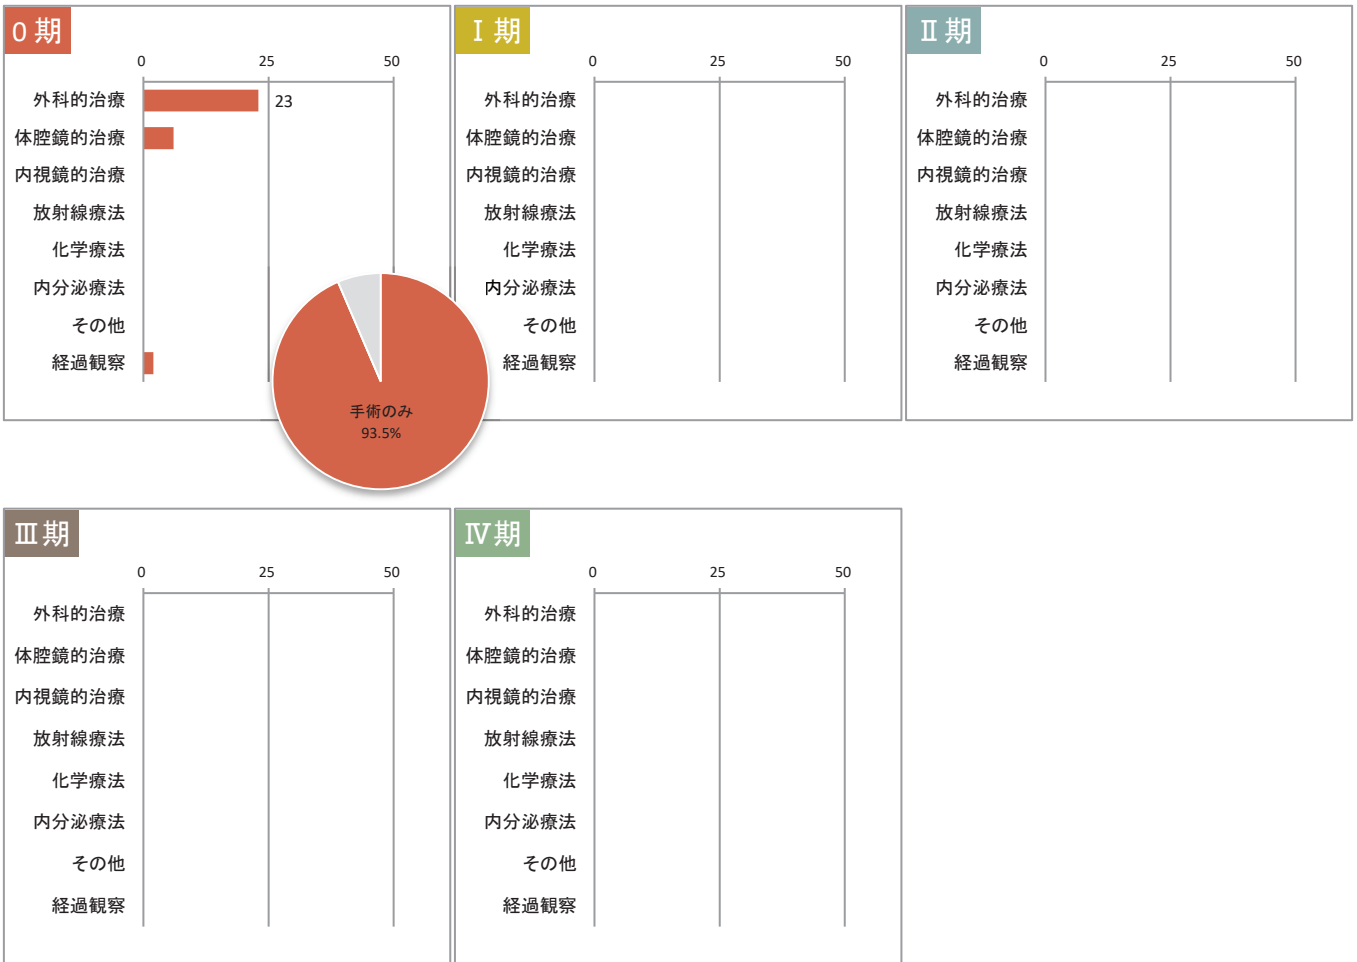 0 期
0 25 50
外科的治療 23
体腔鏡的治療
内視鏡的治療
放射線療法
化学療法
内分泌療法
その他
経過観察
手術のみ
93.5%
Ⅰ 期
0 25 50
外科的治療
体腔鏡的治療
内視鏡的治療
放射線療法
化学療法
内分泌療法
その他
経過観察
Ⅱ 期
0 25 50
外科的治療
体腔鏡的治療
内視鏡的治療
放射線療法
化学療法
内分泌療法
その他
経過観察
Ⅲ 期
0 25 50
外科的治療
体腔鏡的治療
内視鏡的治療
放射線療法
化学療法
内分泌療法
その他
経過観察
Ⅳ 期
0 25 50
外科的治療
体腔鏡的治療
内視鏡的治療
放射線療法
化学療法
内分泌療法
その他
経過観察